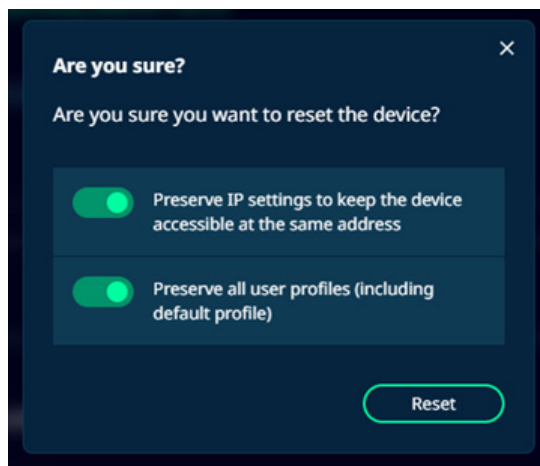 Are you sure?
Are you sure you want to reset the device?
Preserve IP settings to keep the device
accessible at the same address
Preserve all user profiles (including
default profile)
Reset